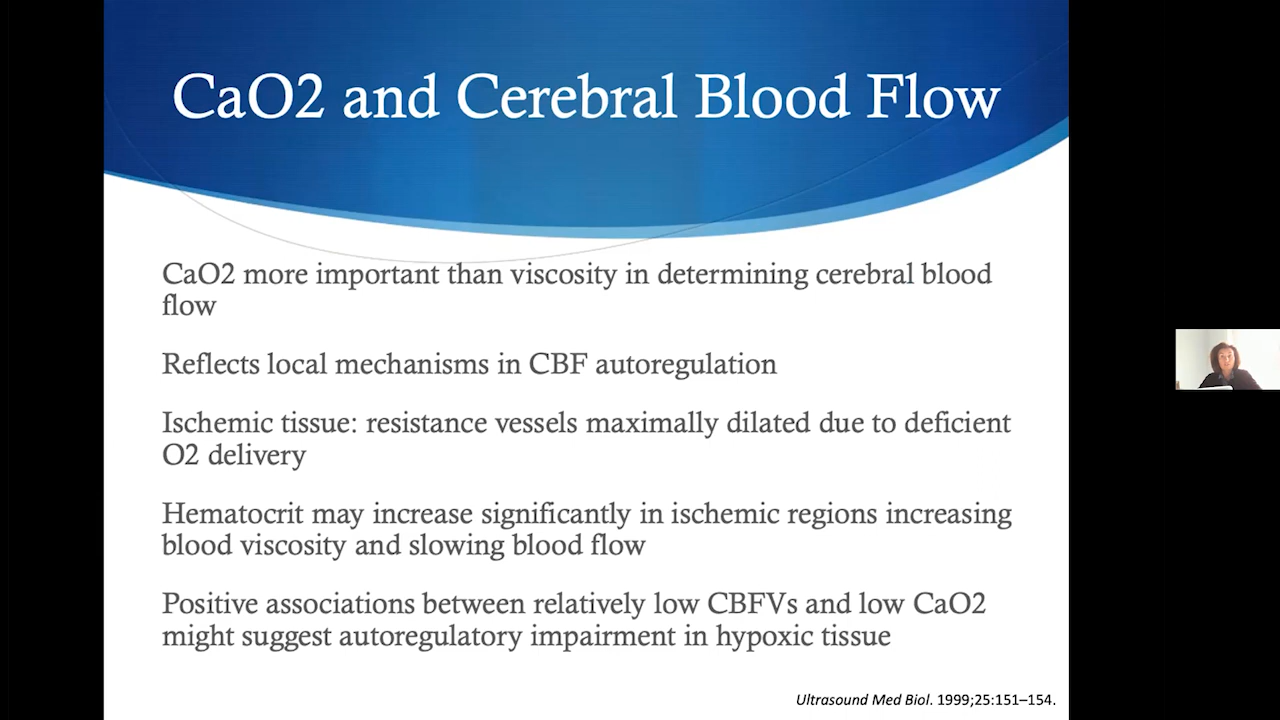 CaO2 and Cerebral Blood Flow
CaO2 more important than viscosity in determining cerebral blood
flow
Reflects local mechanisms in CBF autoregulation
Ischemic tissue: resistance vessels maximally dilated due to deficient
O2 delivery
Hematocrit may increase significantly in ischemic regions increasing
blood viscosity and slowing blood flow
Positive associations between relatively low CBFVs and low CaO2
might suggest autoregulatory impairment in hypoxic tissue
Ultrasound Med Biol. 1999;25:151–154.